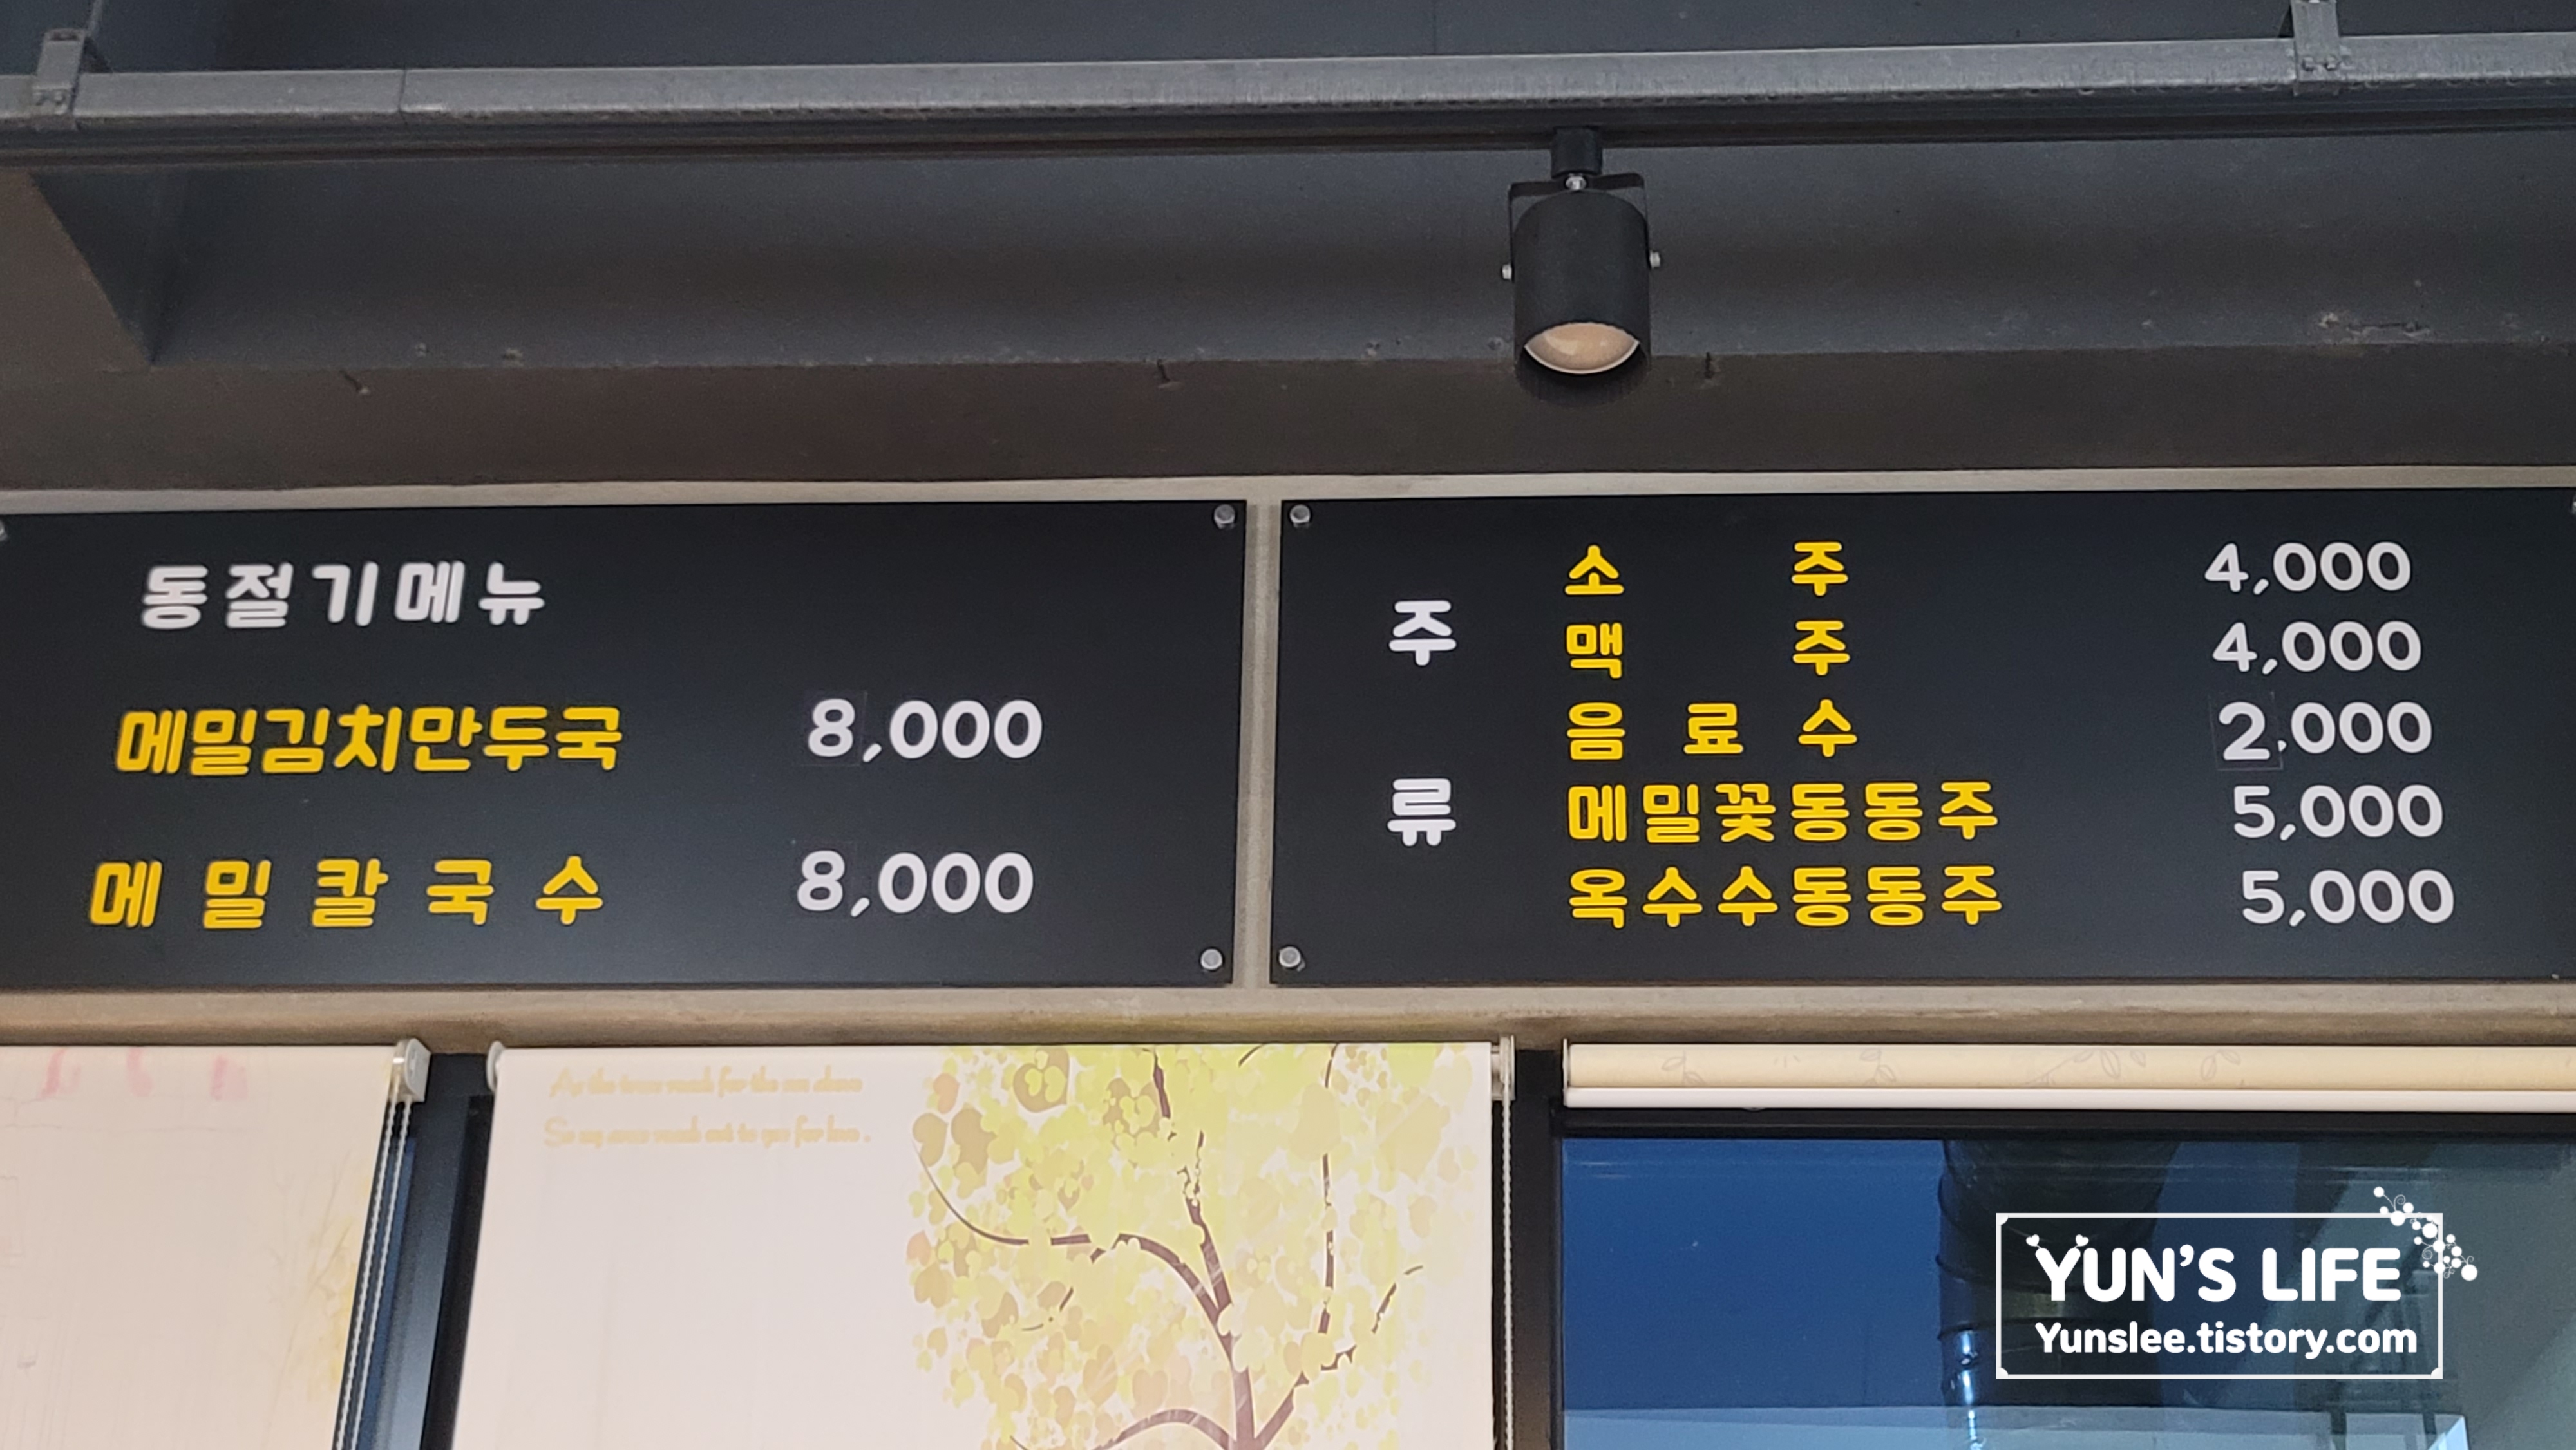 동절기메뉴
메밀김치만두국 8,000
메밀칼국수 8,000
주류
소주 4,000
맥주 4,000
음료수 2,000
메밀꽃동동주 5,000
옥수수동동주 5,000
YUN'S LIFE
Yunslee.tistory.com